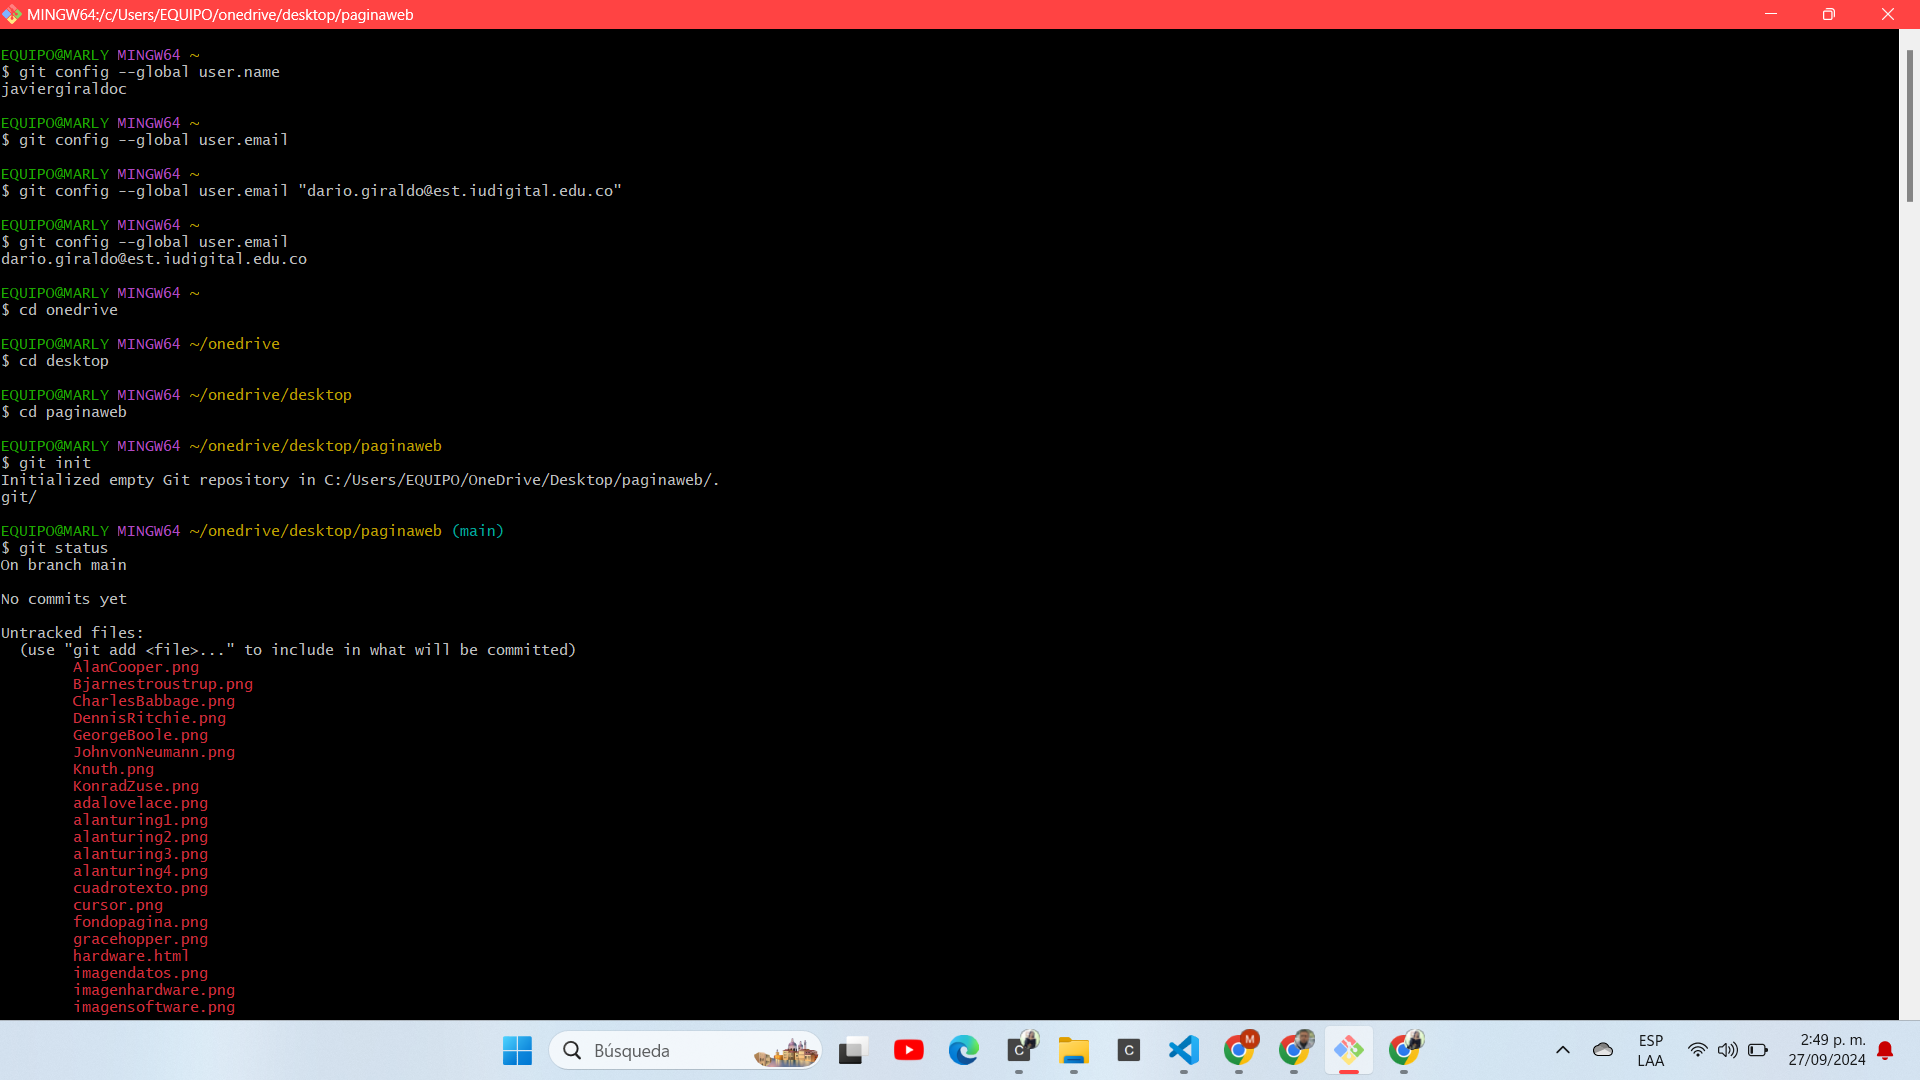 MINGW64:/c/Users/EQUIPO/onedrive/desktop/paginaweb
EQUIPO@MARLY MINGW64 ~
$ git config --global user.name
javiergiraldoc
EQUIPO@MARLY MINGW64 ~
$ git config --global user.email
EQUIPO@MARLY MINGW64 ~
$ git config --global user.email "dario.giraldo@est.iudigital.edu.co"
EQUIPO@MARLY MINGW64 ~
$ git config --global user.email
dario.giraldo@est.iudigital.edu.co
EQUIPO@MARLY MINGW64 ~
$ cd onedrive
EQUIPO@MARLY MINGW64 ~/onedrive
$ cd desktop
EQUIPO@MARLY MINGW64 ~/onedrive/desktop
$ cd paginaweb
EQUIPO@MARLY MINGW64 ~/onedrive/desktop/paginaweb
$ git init
Initialized empty Git repository in C:/Users/EQUIPO/OneDrive/Desktop/paginaweb/.
git/
EQUIPO@MARLY MINGW64 ~/onedrive/desktop/paginaweb (main)
$ git status
On branch main
No commits yet
Untracked files:
(use "git add <file>..." to include in what will be committed)
AlanCooper.png
Bjarnestroustrup.png
CharlesBabbage.png
DennisRitchie.png
GeorgeBoole.png
JohnvonNeumann.png
Knuth.png
KonradZuse.png
adalovelace.png
alanturing1.png
alanturing2.png
alanturing3.png
alanturing4.png
cuadrotexto.png
cursor.png
fondopagina.png
gracehopper.png
hardware.html
imagendatos.png
imagenhardware.png
imagensoftware.png
Búsqueda
C
C
M
ESP
LAA
2:49 p. m.
27/09/2024